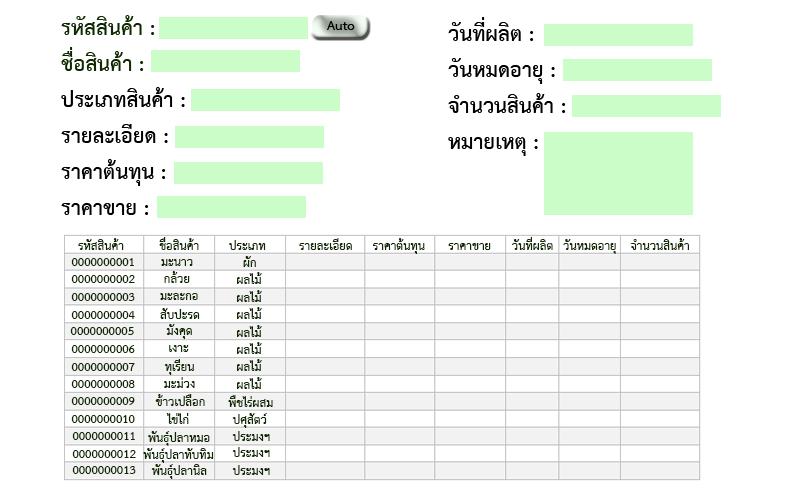 รหัสสินค้า : Auto
ชื่อสินค้า :
ประเภทสินค้า :
รายละเอียด :
ราคาต้นทุน :
ราคาขาย :
วันที่ผลิต :
วันหมดอายุ :
จำนวนสินค้า :
หมายเหตุ :
รหัสสินค้า ชื่อสินค้า ประเภท รายละเอียด ราคาต้นทุน ราคาขาย วันที่ผลิต วันหมดอายุ จำนวนสินค้า
0000000001 มะนาว ผัก
0000000002 กล้วย ผลไม้
0000000003 มะละกอ ผลไม้
0000000004 สับปะรด ผลไม้
0000000005 มังคุด ผลไม้
0000000006 เงาะ ผลไม้
0000000007 ทุเรียน ผลไม้
0000000008 มะม่วง ผลไม้
0000000009 ข้าวเปลือก พืชไร่ผสม
0000000010 ไข่ไก่ ปศุสัตว์
0000000011 พันธุ์ปลาหมอ ประมงฯ
0000000012 พันธุ์ปลาทับทิม ประมงฯ
0000000013 พันธุ์ปลานิล ประมงฯ